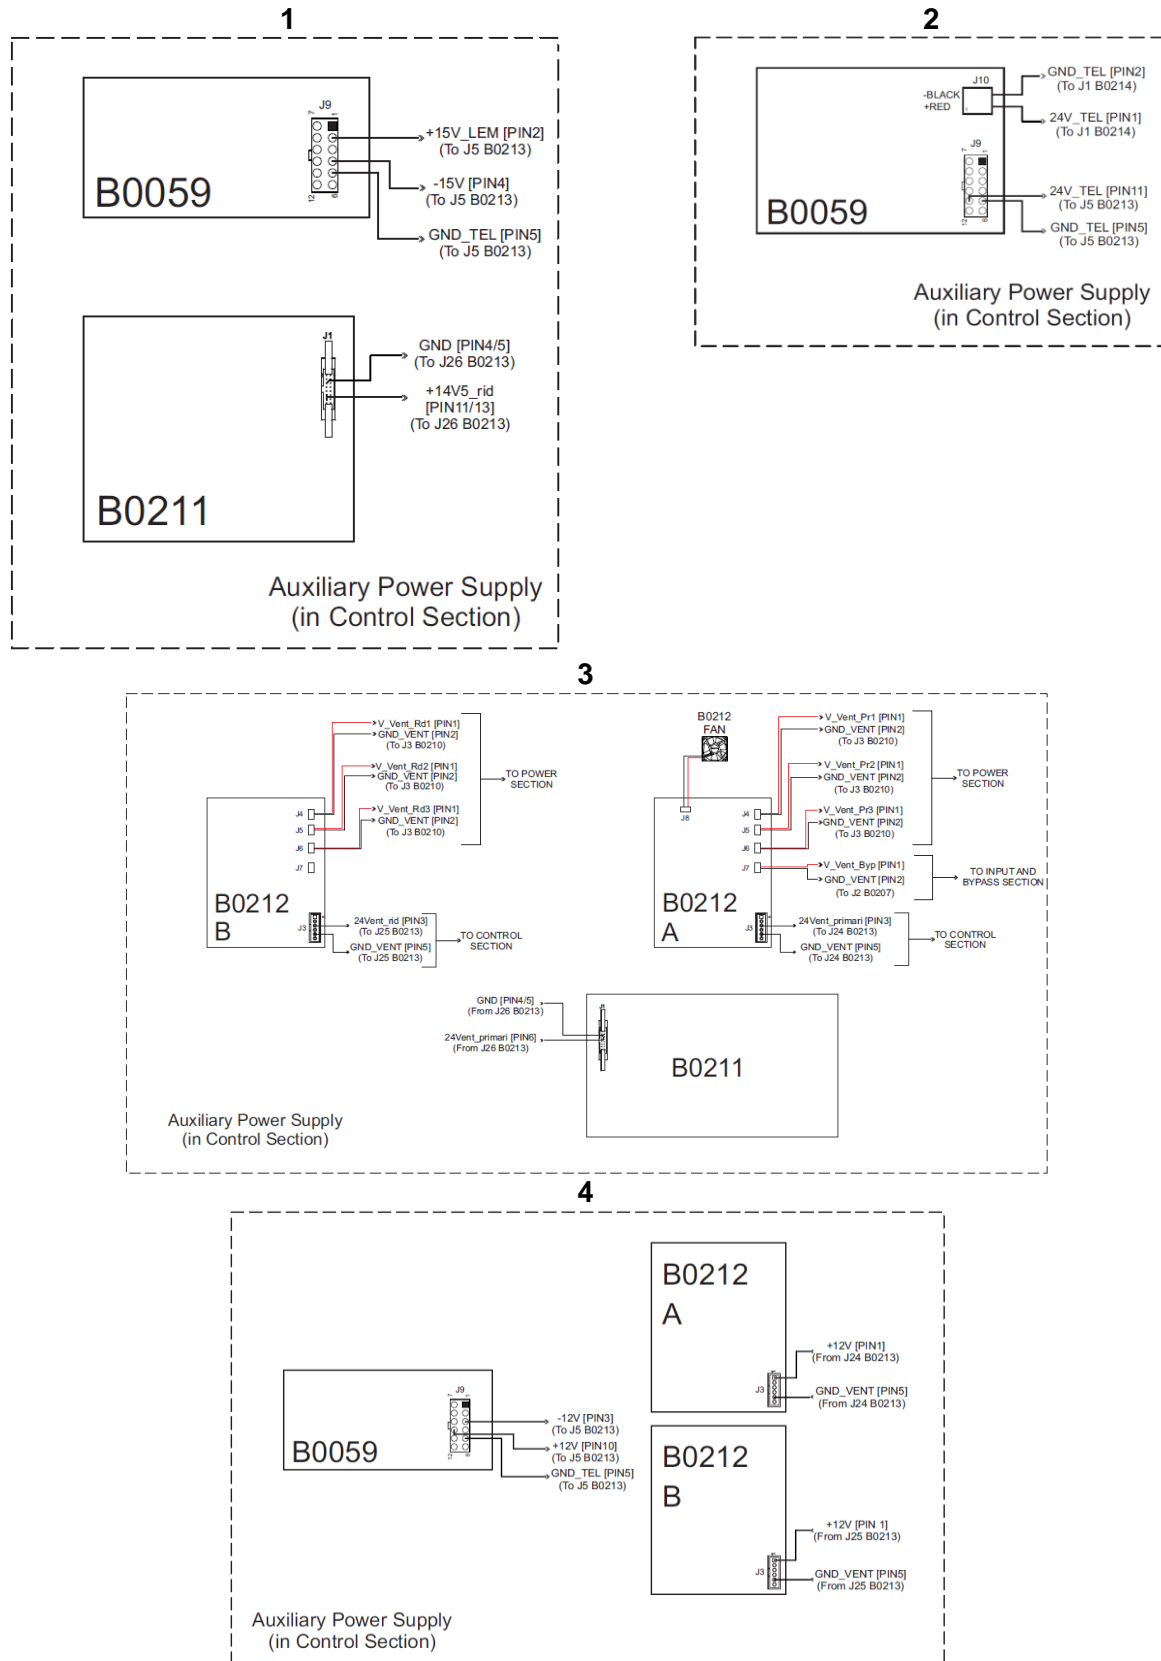 1
B0059
J9
7
1
12
6
+15V_LEM [PIN2]
(To J5 B0213)
-15V [PIN4]
(To J5 B0213)
GND_TEL [PIN5]
(To J5 B0213)
B0211
J1
GND [PIN4/5]
(To J26 B0213)
+14V5_rid
[PIN11/13]
(To J26 B0213)
Auxiliary Power Supply
(in Control Section)
2
J10
-BLACK
+RED
GND_TEL [PIN2]
(To J1 B0214)
24V_TEL [PIN1]
(To J1 B0214)
J9
7
1
12
6
B0059
24V_TEL [PIN11]
(To J5 B0213)
GND_TEL [PIN5]
(To J5 B0213)
Auxiliary Power Supply
(in Control Section)
3
V_Vent_Rd1 [PIN1]
GND_VENT [PIN2]
(To J3 B0210)
V_Vent_Rd2 [PIN1]
GND_VENT [PIN2]
(To J3 B0210)
V_Vent_Rd3 [PIN1]
GND_VENT [PIN2]
(To J3 B0210)
TO POWER
SECTION
J4
J5
J6
J7
B0212
B
J3
24Vent_rid [PIN3]
(To J25 B0213)
GND_VENT [PIN5]
(To J25 B0213)
TO CONTROL
SECTION
B0212
FAN
J8
V_Vent_Pr1 [PIN1]
GND_VENT [PIN2]
(To J3 B0210)
V_Vent_Pr2 [PIN1]
GND_VENT [PIN2]
(To J3 B0210)
V_Vent_Pr3 [PIN1]
GND_VENT [PIN2]
(To J3 B0210)
TO POWER
SECTION
J4
J5
J6
J7
V_Vent_Byp [PIN1]
GND_VENT [PIN2]
(To J2 B0207)
TO INPUT AND
BYPASS SECTION
B0212
A
J3
24Vent_primari [PIN3]
(To J24 B0213)
GND_VENT [PIN5]
(To J24 B0213)
TO CONTROL
SECTION
GND [PIN4/5]
(From J26 B0213)
24Vent_primari [PIN6]
(From J26 B0213)
B0211
Auxiliary Power Supply
(in Control Section)
4
B0212
A
J3
+12V [PIN1]
(From J24 B0213)
GND_VENT [PIN5]
(From J24 B0213)
B0059
J9
7
1
12
6
-12V [PIN3]
(To J5 B0213)
+12V [PIN10]
(To J5 B0213)
GND_TEL [PIN5]
(To J5 B0213)
B0212
B
J3
+12V [PIN 1]
(From J25 B0213)
GND_VENT [PIN5]
(From J25 B0213)
Auxiliary Power Supply
(in Control Section)